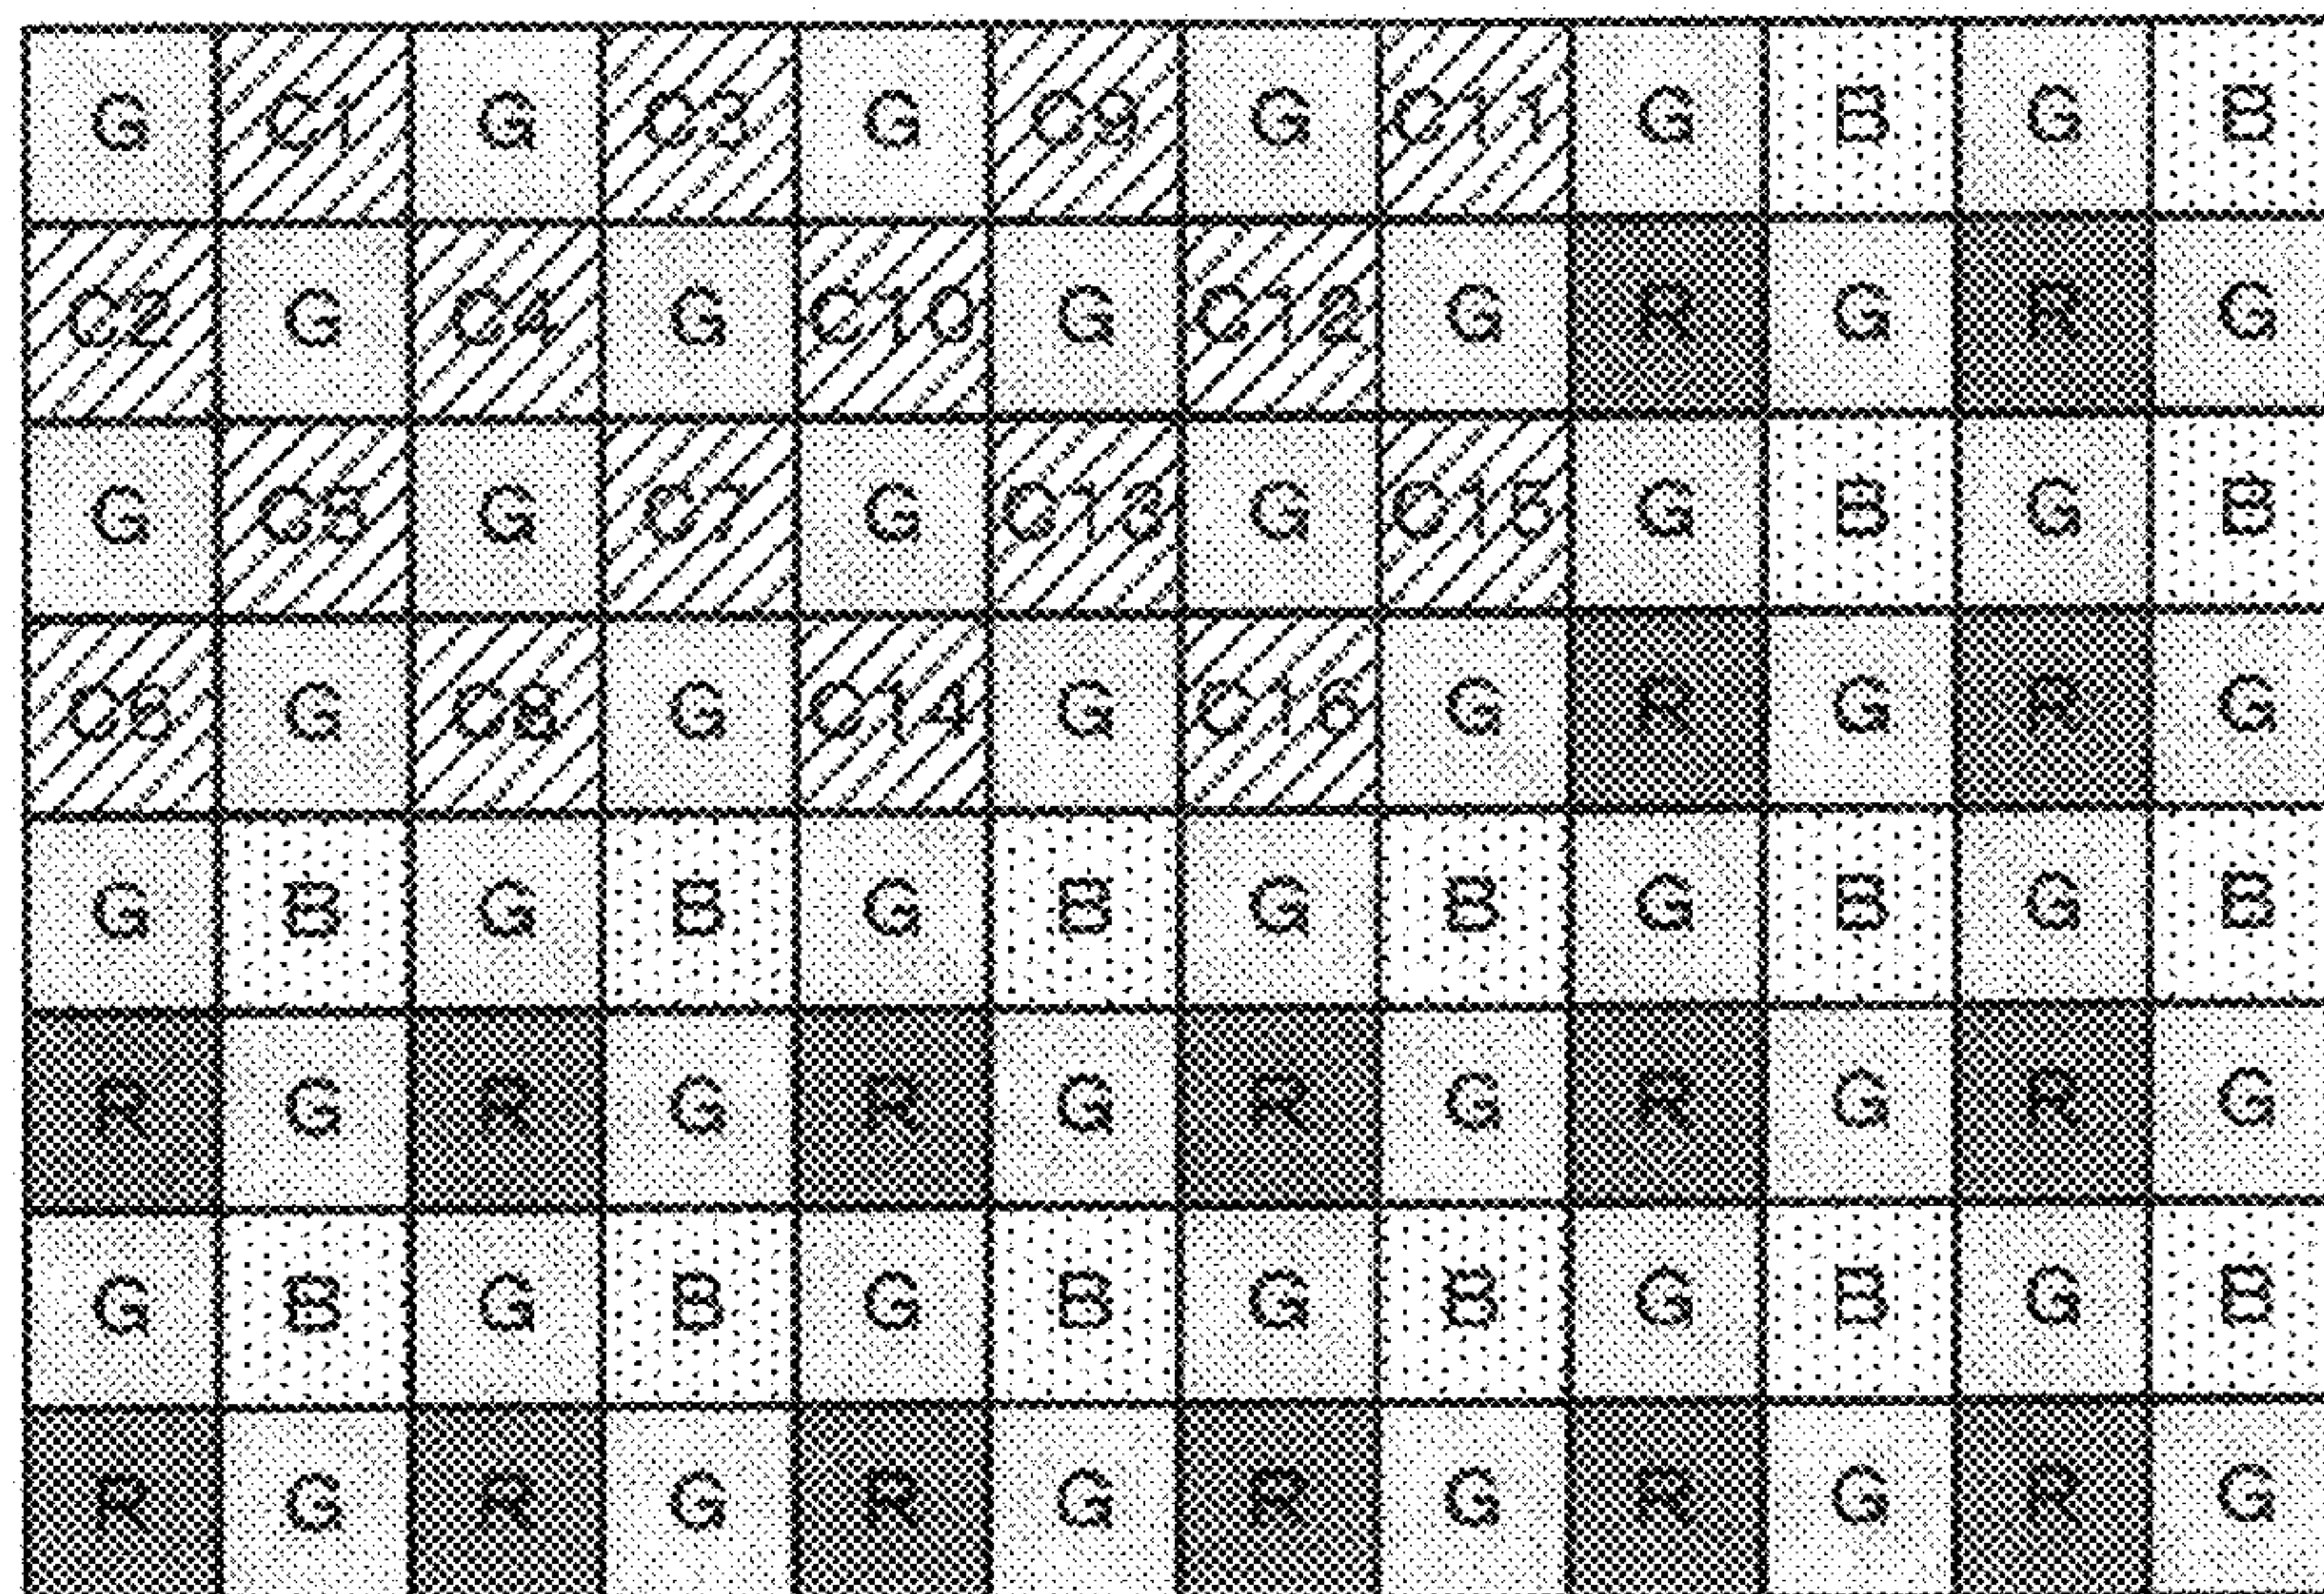 G C1 G C3 G C9 G C11 G B G B
C2 G C4 G C10 G C12 G R G R G
G C5 G C7 G C13 G C15 G B G B
C6 G C8 G C14 G C16 G R G R G
G B G B G B G B G B G B
R G R G R G R G R G R G
G B G B G B G B G B G B
R G R G R G R G R G R G